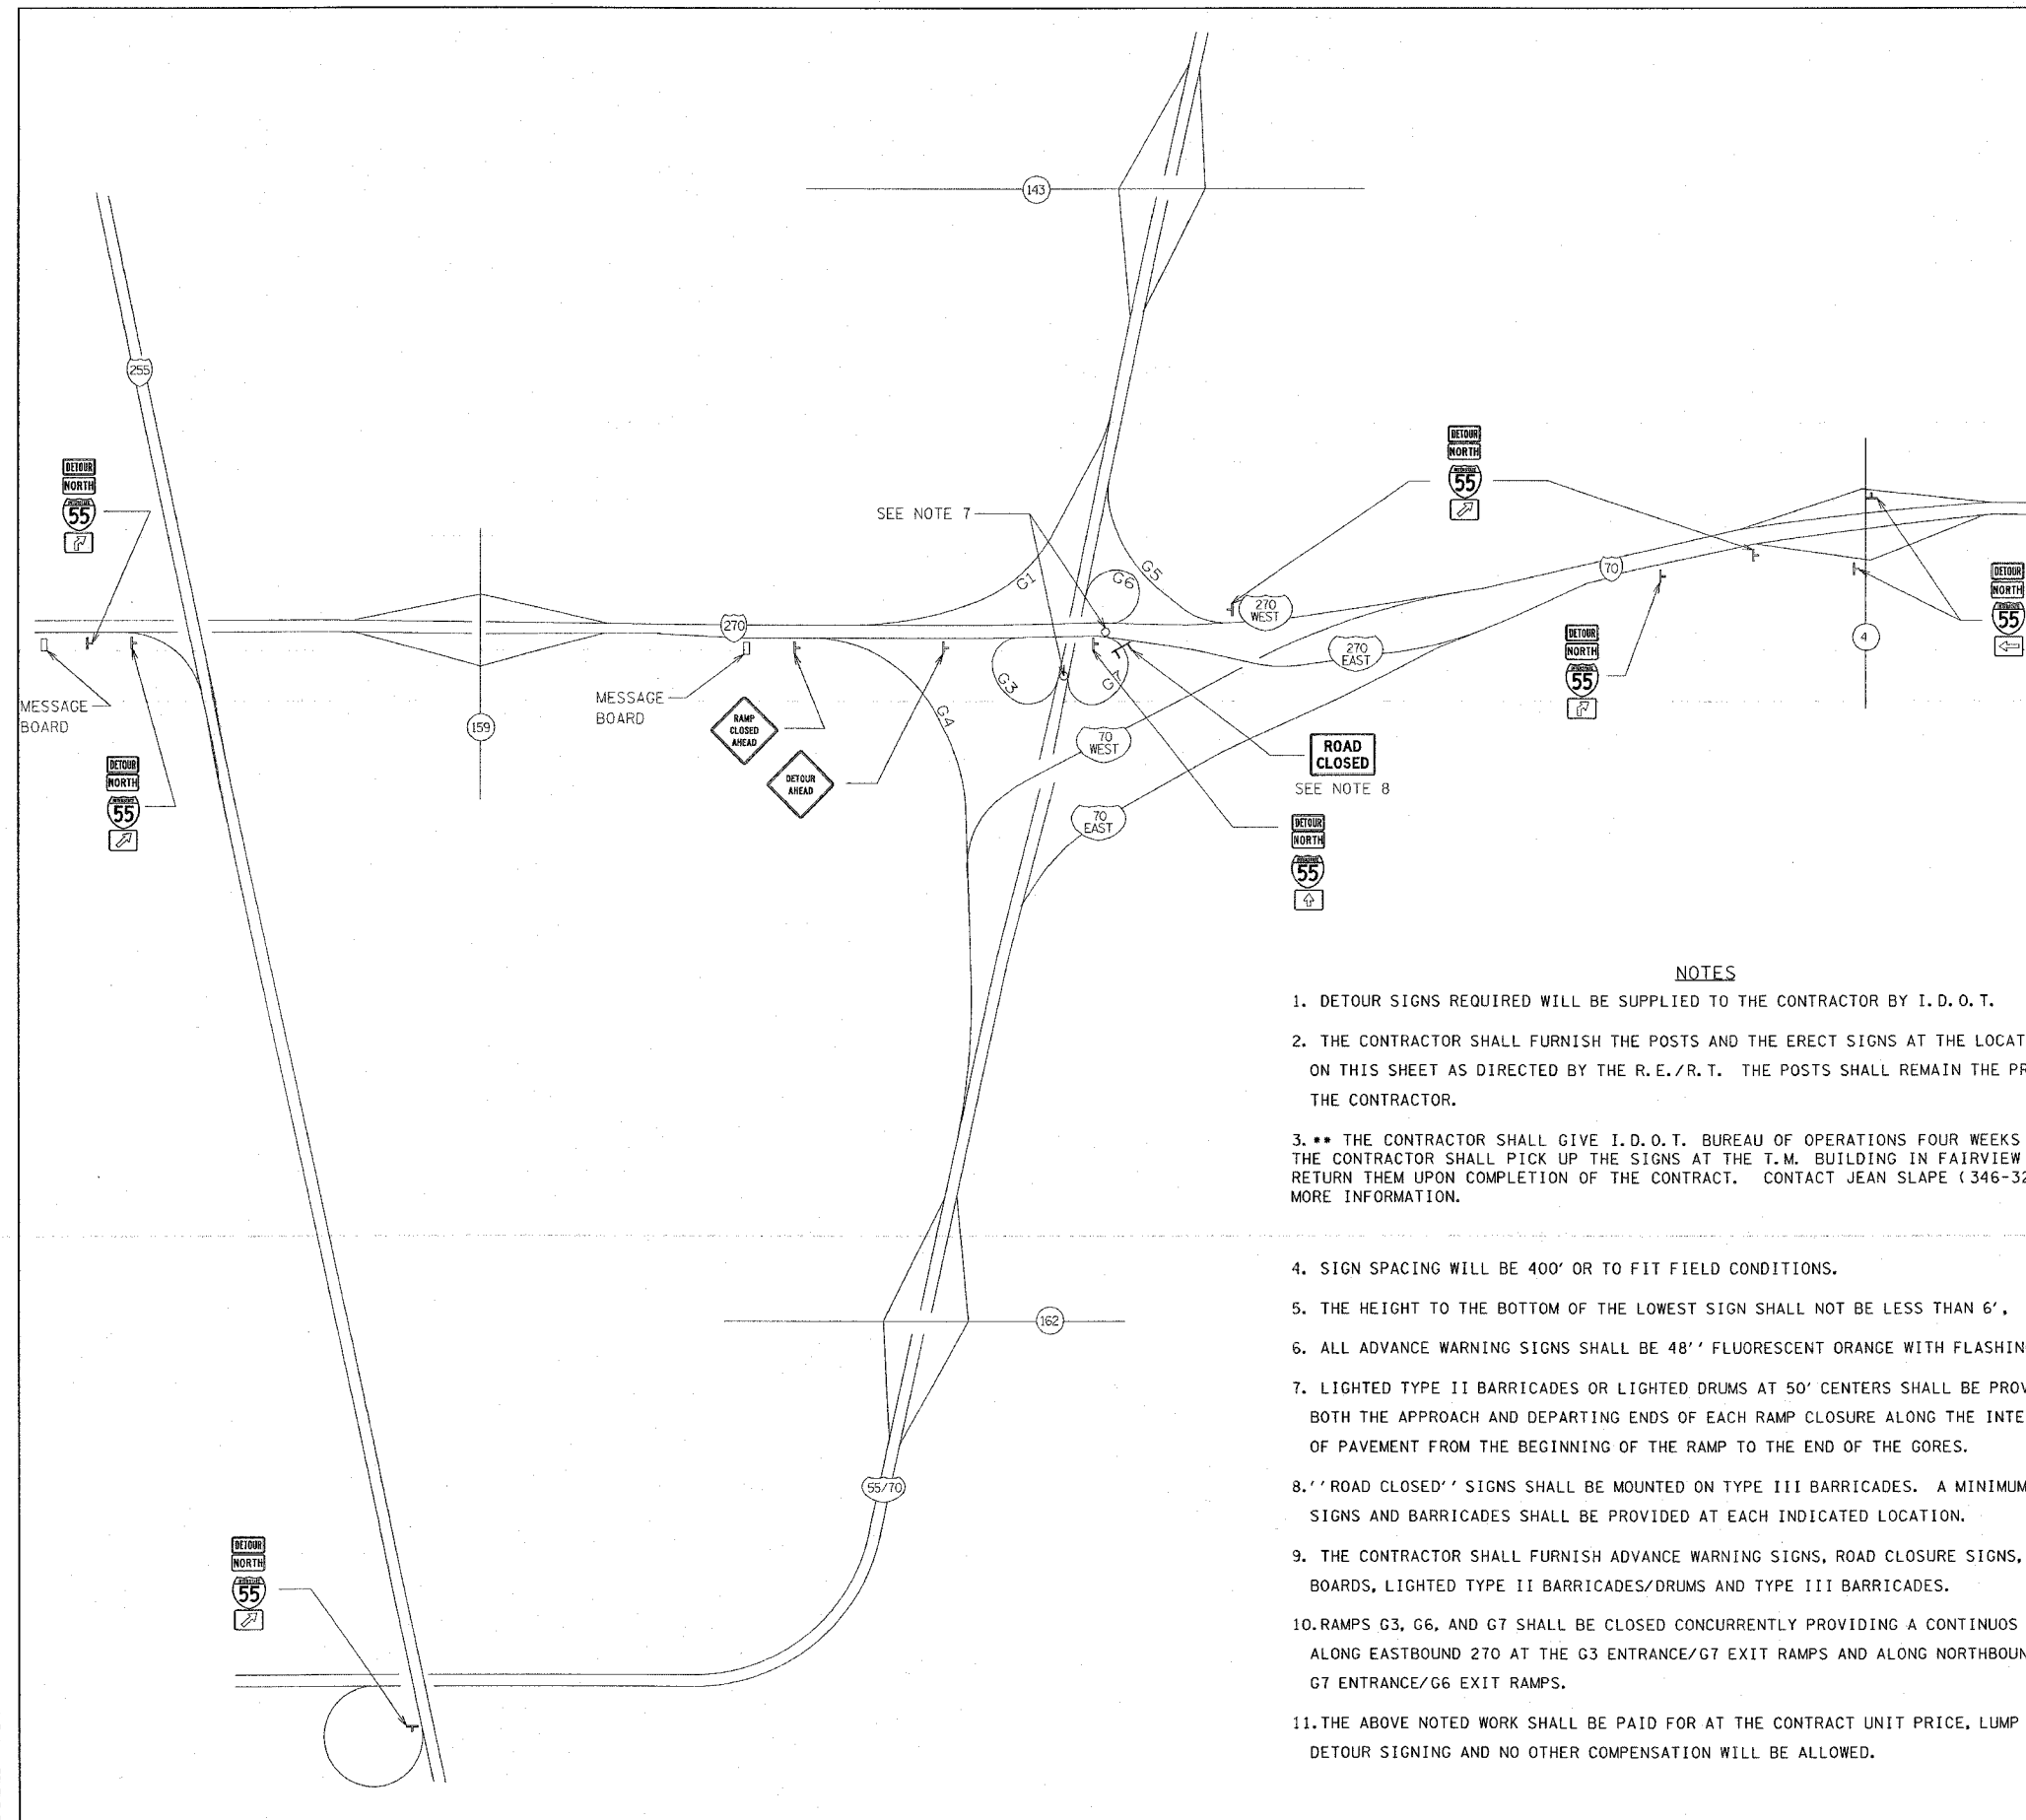 143
255
DETOUR
NORTH
INTERSTATE
55
SEE NOTE 7
DETOUR
NORTH
INTERSTATE
55
G1
G6
G5
270
WEST
70
DETOUR
NORTH
INTERSTATE
55
270
4
270
EAST
DETOUR
NORTH
INTERSTATE
55
MESSAGE
BOARD
159
MESSAGE
BOARD
G3
G7
G4
RAMP
CLOSED
AHEAD
70
WEST
ROAD
CLOSED
SEE NOTE 8
DETOUR
NORTH
INTERSTATE
55
DETOUR
AHEAD
70
EAST
DETOUR
NORTH
INTERSTATE
55
NOTES
1. DETOUR SIGNS REQUIRED WILL BE SUPPLIED TO THE CONTRACTOR BY I.D.O.T.
2. THE CONTRACTOR SHALL FURNISH THE POSTS AND THE ERECT SIGNS AT THE LOCAT
ON THIS SHEET AS DIRECTED BY THE R.E./R.T. THE POSTS SHALL REMAIN THE PR
THE CONTRACTOR.
3. ** THE CONTRACTOR SHALL GIVE I.D.O.T. BUREAU OF OPERATIONS FOUR WEEKS
THE CONTRACTOR SHALL PICK UP THE SIGNS AT THE T.M. BUILDING IN FAIRVIEW
RETURN THEM UPON COMPLETION OF THE CONTRACT. CONTACT JEAN SLAPE (346-32
MORE INFORMATION.
4. SIGN SPACING WILL BE 400' OR TO FIT FIELD CONDITIONS.
5. THE HEIGHT TO THE BOTTOM OF THE LOWEST SIGN SHALL NOT BE LESS THAN 6',
6. ALL ADVANCE WARNING SIGNS SHALL BE 48'' FLUORESCENT ORANGE WITH FLASHIN
7. LIGHTED TYPE II BARRICADES OR LIGHTED DRUMS AT 50' CENTERS SHALL BE PROV
BOTH THE APPROACH AND DEPARTING ENDS OF EACH RAMP CLOSURE ALONG THE INTE
OF PAVEMENT FROM THE BEGINNING OF THE RAMP TO THE END OF THE GORES.
8.''ROAD CLOSED'' SIGNS SHALL BE MOUNTED ON TYPE III BARRICADES. A MINIMUM
SIGNS AND BARRICADES SHALL BE PROVIDED AT EACH INDICATED LOCATION.
9. THE CONTRACTOR SHALL FURNISH ADVANCE WARNING SIGNS, ROAD CLOSURE SIGNS,
BOARDS, LIGHTED TYPE II BARRICADES/DRUMS AND TYPE III BARRICADES.
10.RAMPS G3, G6, AND G7 SHALL BE CLOSED CONCURRENTLY PROVIDING A CONTINUOS
ALONG EASTBOUND 270 AT THE G3 ENTRANCE/G7 EXIT RAMPS AND ALONG NORTHBOUN
G7 ENTRANCE/G6 EXIT RAMPS.
11.THE ABOVE NOTED WORK SHALL BE PAID FOR AT THE CONTRACT UNIT PRICE, LUMP
DETOUR SIGNING AND NO OTHER COMPENSATION WILL BE ALLOWED.
162
55/70
DETOUR
NORTH
INTERSTATE
55